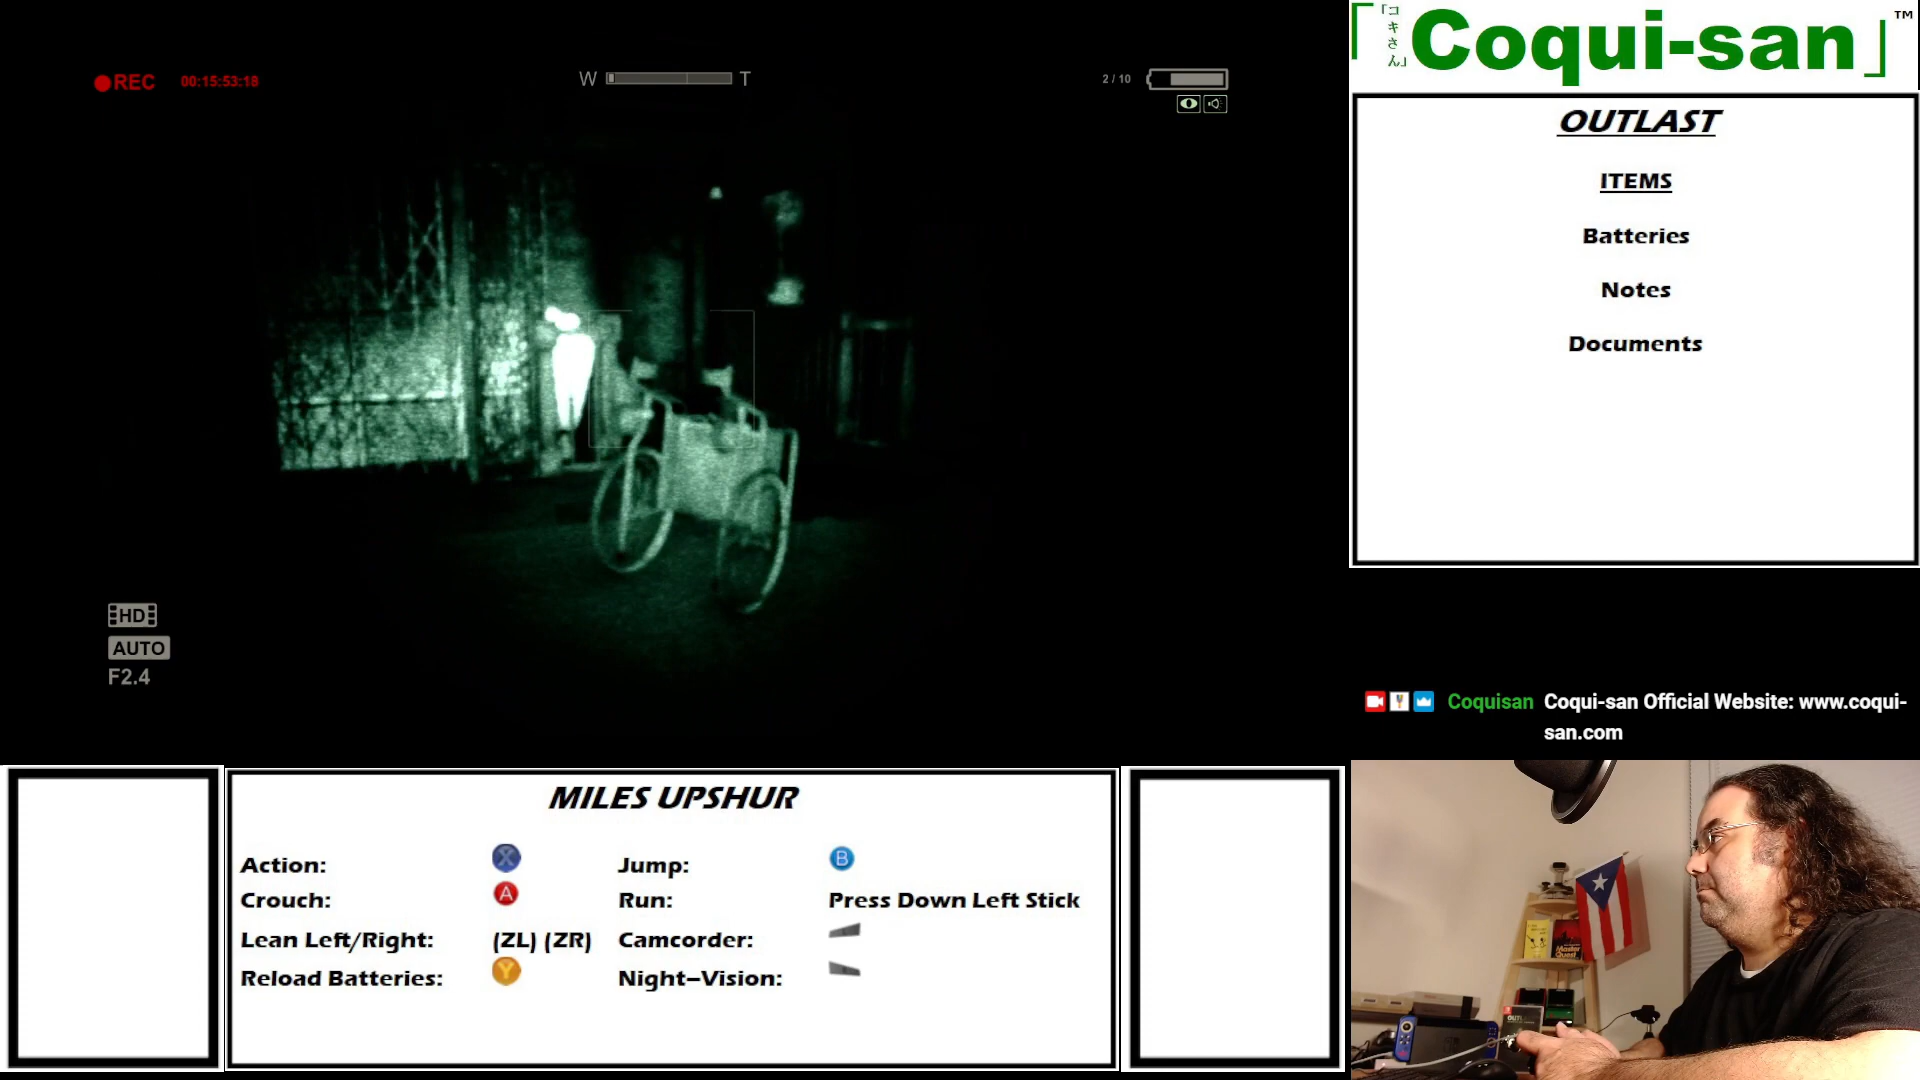 REC 00:15:53:18
W T
2 / 10
HD
AUTO
F2.4
「コキさん」
「Coqui-san」™
OUTLAST
ITEMS
Batteries
Notes
Documents
Coquisan Coqui-san Official Website: www.coqui-
san.com
MILES UPSHUR
Action: X Jump: B
Crouch: A Run: Press Down Left Stick
Lean Left/Right: (ZL) (ZR) Camcorder:
Reload Batteries: Y Night-Vision: